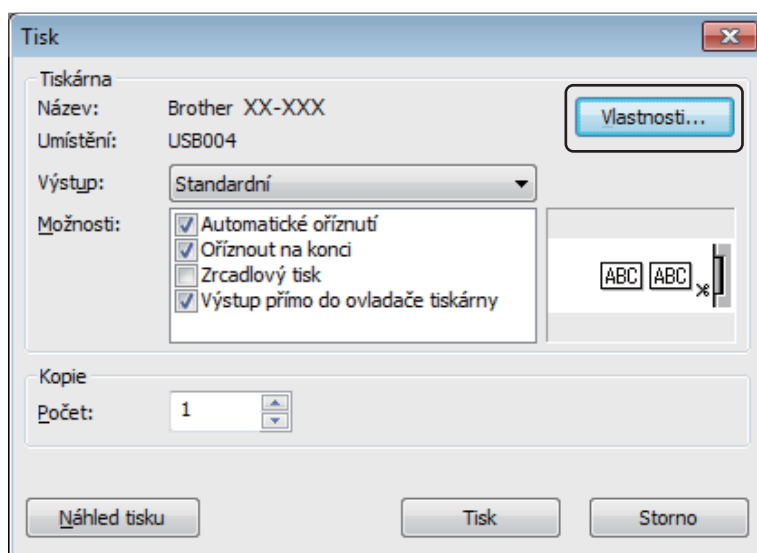 Tisk
Tiskárna
Název: Brother XX-XXX
Vlastnosti...
Umístění: USB004
Výstup: Standardní
Možnosti:
Automatické oříznutí
Oříznout na konci
Zrcadlový tisk
Výstup přímo do ovladače tiskárny
ABC ABC
Kopie
Počet: 1
Náhled tisku Tisk Storno